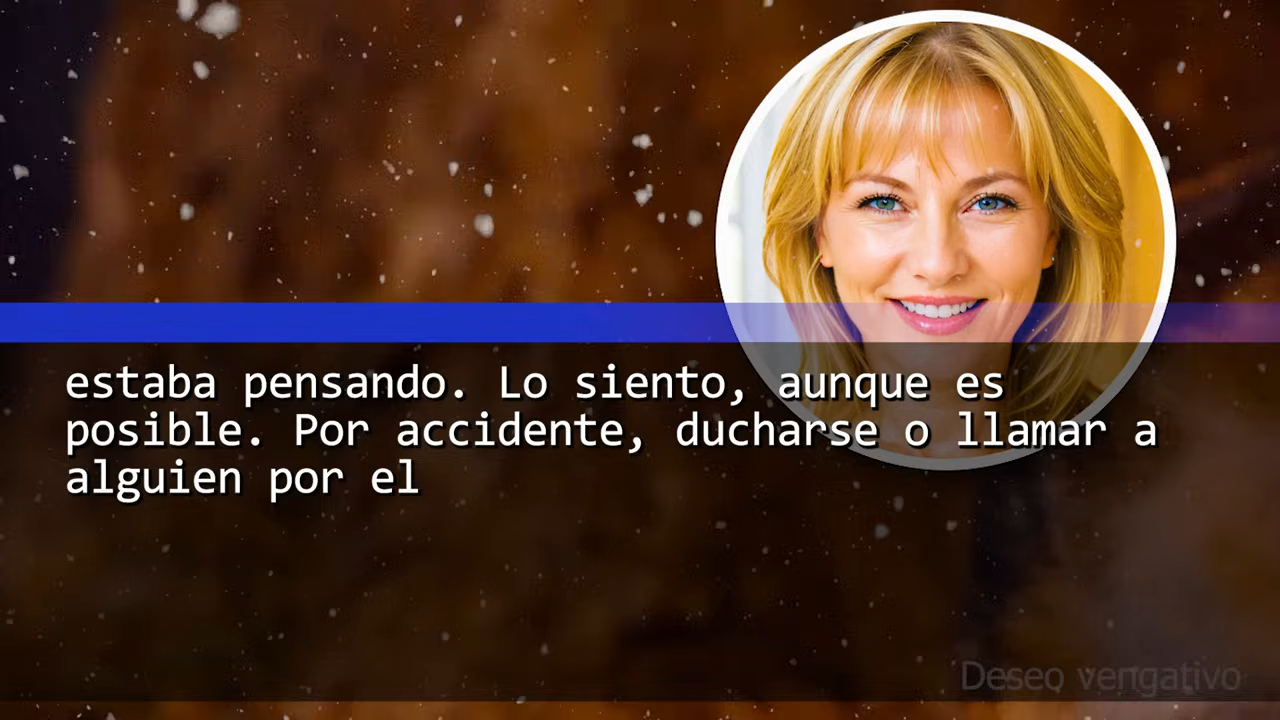 estaba pensando. Lo siento, aunque es
posible. Por accidente, ducharse o llamar a
alguien por el
Deseo vengativo